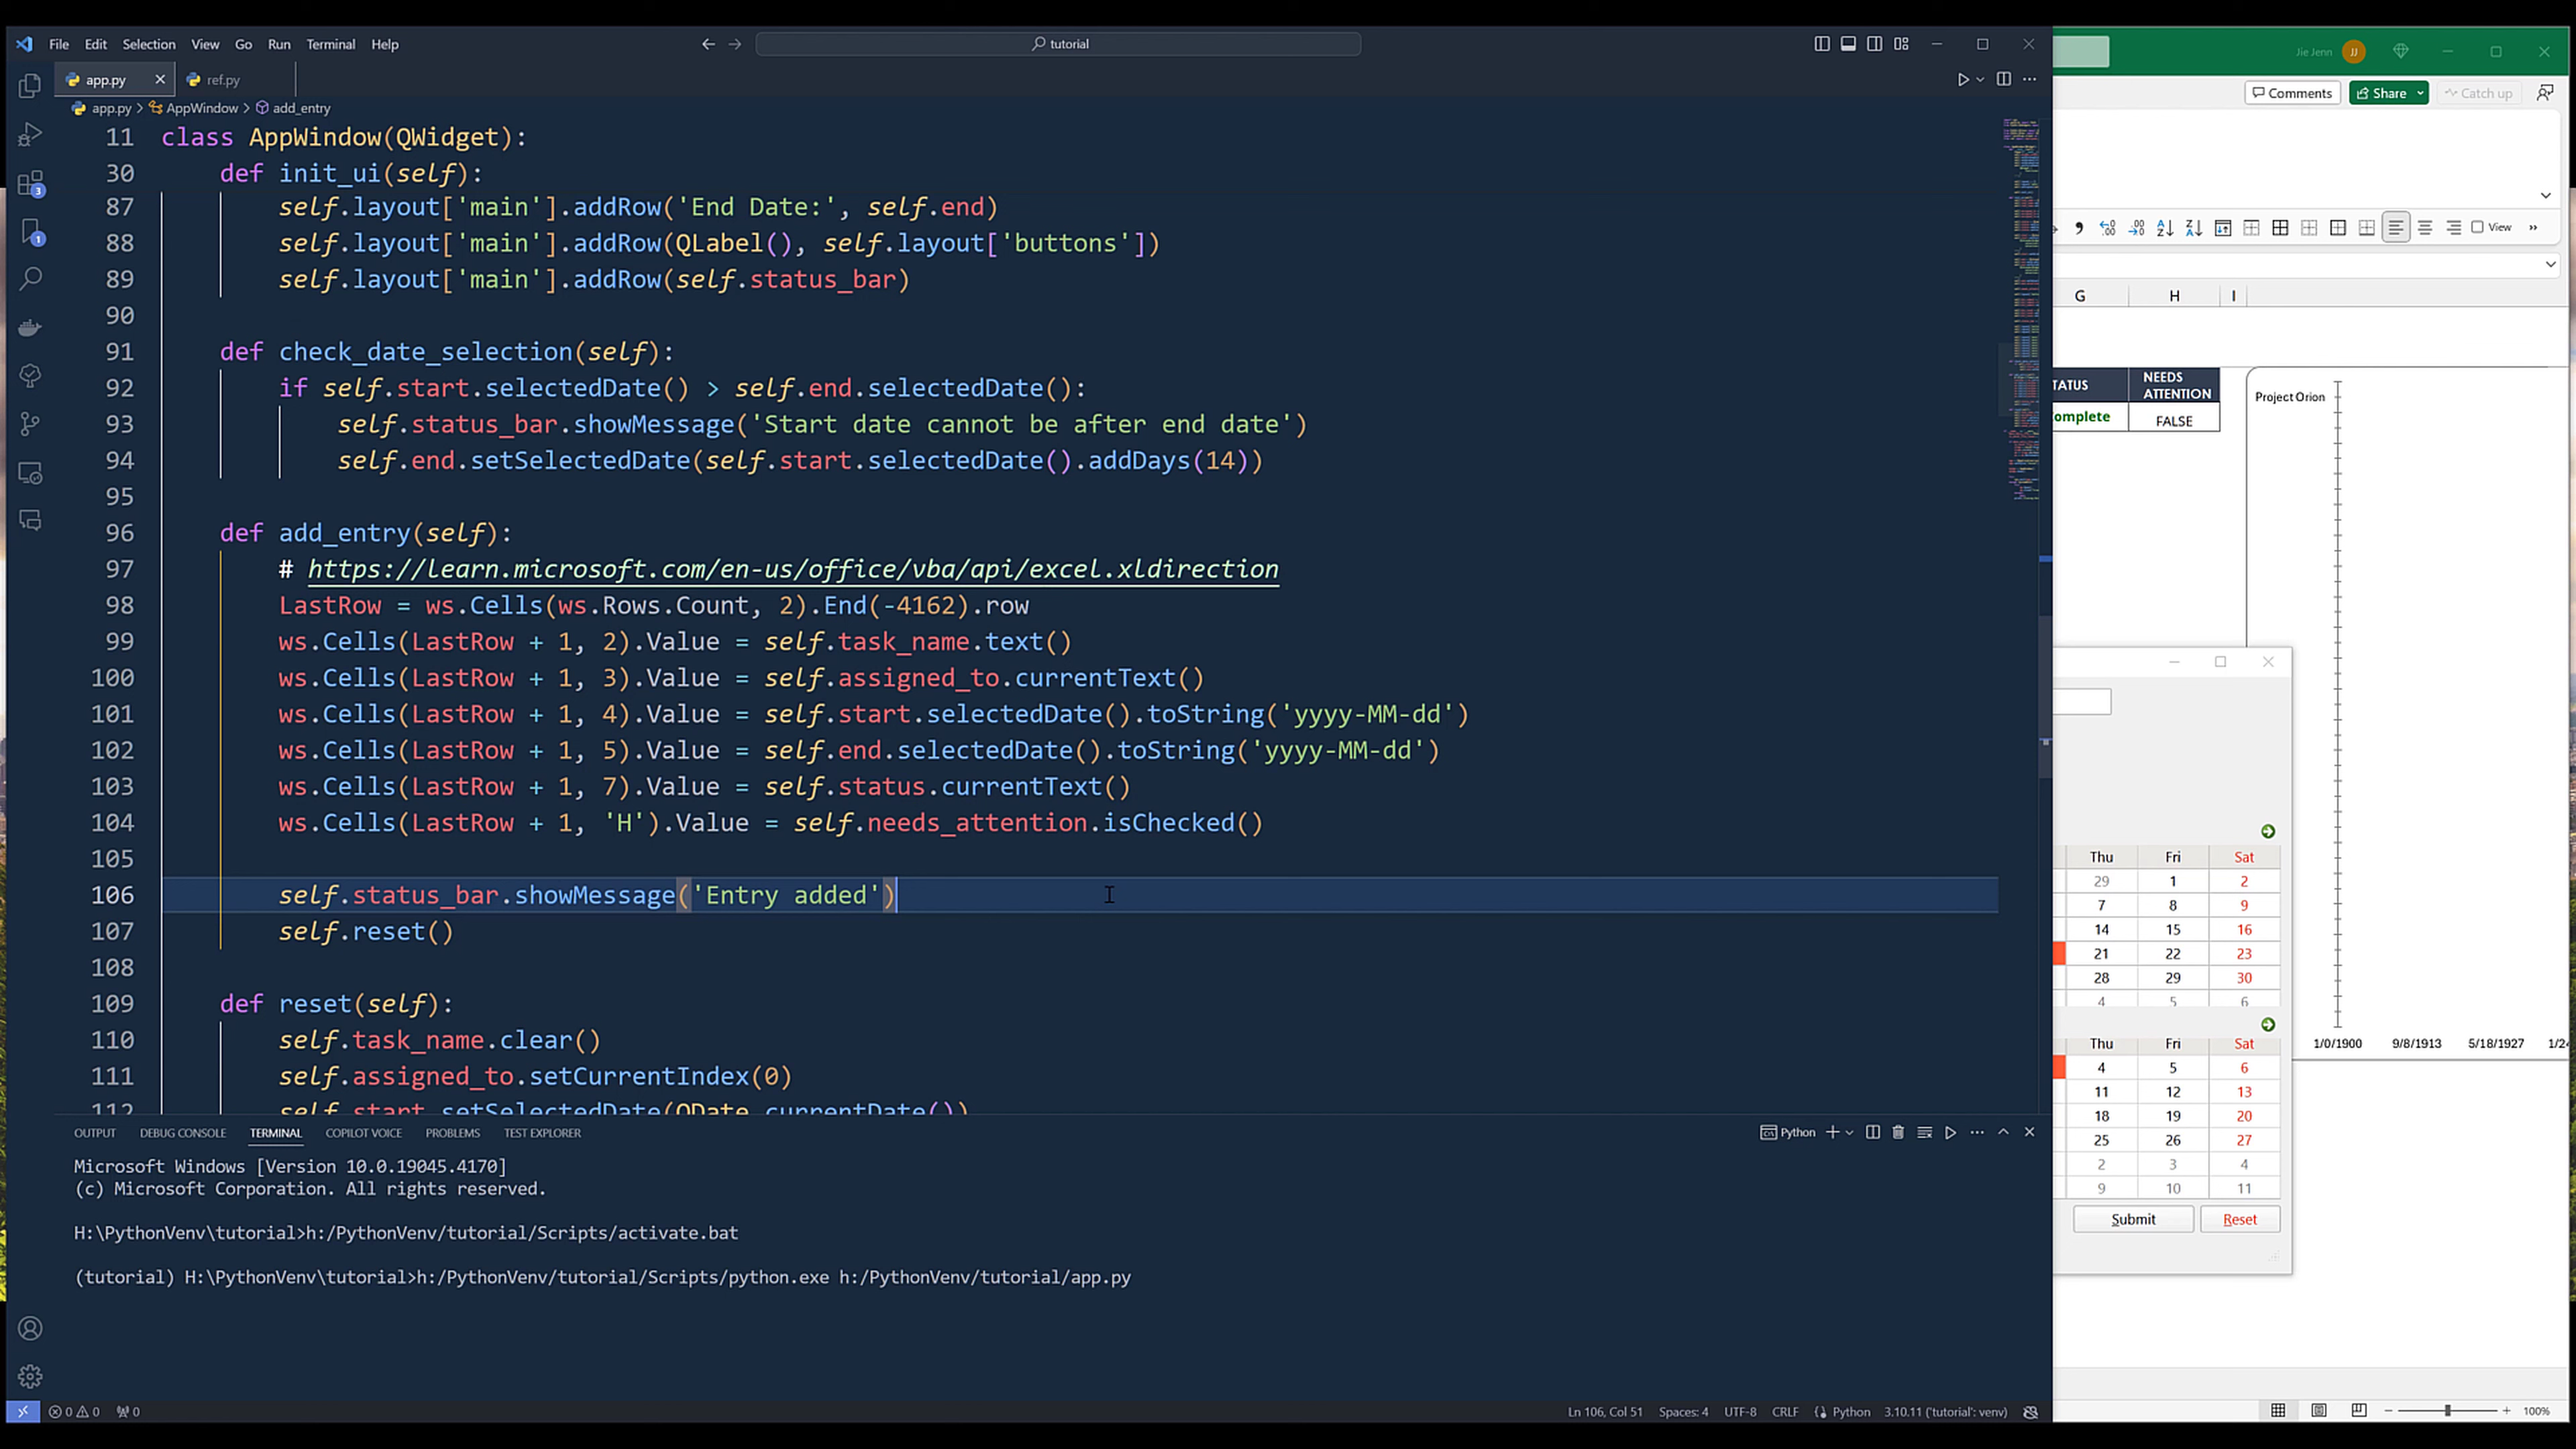 File Edit Selection View Go Run Terminal Help
tutorial
app.py
ref.py
app.py > AppWindow > add_entry
11 class AppWindow(QWidget):
30 def init_ui(self):
87 self.layout['main'].addRow('End Date:', self.end)
88 self.layout['main'].addRow(QLabel(), self.layout['buttons'])
89 self.layout['main'].addRow(self.status_bar)
90
91 def check_date_selection(self):
92 if self.start.selectedDate() > self.end.selectedDate():
93 self.status_bar.showMessage('Start date cannot be after end date')
94 self.end.setSelectedDate(self.start.selectedDate().addDays(14))
95
96 def add_entry(self):
97 # https://learn.microsoft.com/en-us/office/vba/api/excel.xldirection
98 LastRow = ws.Cells(ws.Rows.Count, 2).End(-4162).row
99 ws.Cells(LastRow + 1, 2).Value = self.task_name.text()
100 ws.Cells(LastRow + 1, 3).Value = self.assigned_to.currentText()
101 ws.Cells(LastRow + 1, 4).Value = self.start.selectedDate().toString('yyyy-MM-dd')
102 ws.Cells(LastRow + 1, 5).Value = self.end.selectedDate().toString('yyyy-MM-dd')
103 ws.Cells(LastRow + 1, 7).Value = self.status.currentText()
104 ws.Cells(LastRow + 1, 'H').Value = self.needs_attention.isChecked()
105
106 self.status_bar.showMessage('Entry added')
107 self.reset()
108
109 def reset(self):
110 self.task_name.clear()
111 self.assigned_to.setCurrentIndex(0)
112 self.start.setSelectedDate(QDate.currentDate())
OUTPUT DEBUG CONSOLE TERMINAL COPILOT VOICE PROBLEMS TEST EXPLORER
Python
Microsoft Windows [Version 10.0.19045.4170]
(c) Microsoft Corporation. All rights reserved.
H:\PythonVenv\tutorial>h:/PythonVenv/tutorial/Scripts/activate.bat
(tutorial) H:\PythonVenv\tutorial>h:/PythonVenv/tutorial/Scripts/python.exe h:/PythonVenv/tutorial/app.py
0 0 0
Ln 106, Col 51 Spaces: 4 UTF-8 CRLF Python 3.10.11 ('tutorial': venv)
Jie Jenn JJ
Comments Share Catch up
View
G H I
TATUS NEEDS ATTENTION
omplete FALSE
Project Orion
Thu Fri Sat
29 1 2
7 8 9
14 15 16
21 22 23
28 29 30
4 5 6
Thu Fri Sat
4 5 6
11 12 13
18 19 20
25 26 27
2 3 4
9 10 11
Submit Reset
1/0/1900 9/8/1913 5/18/1927 1/2
100%